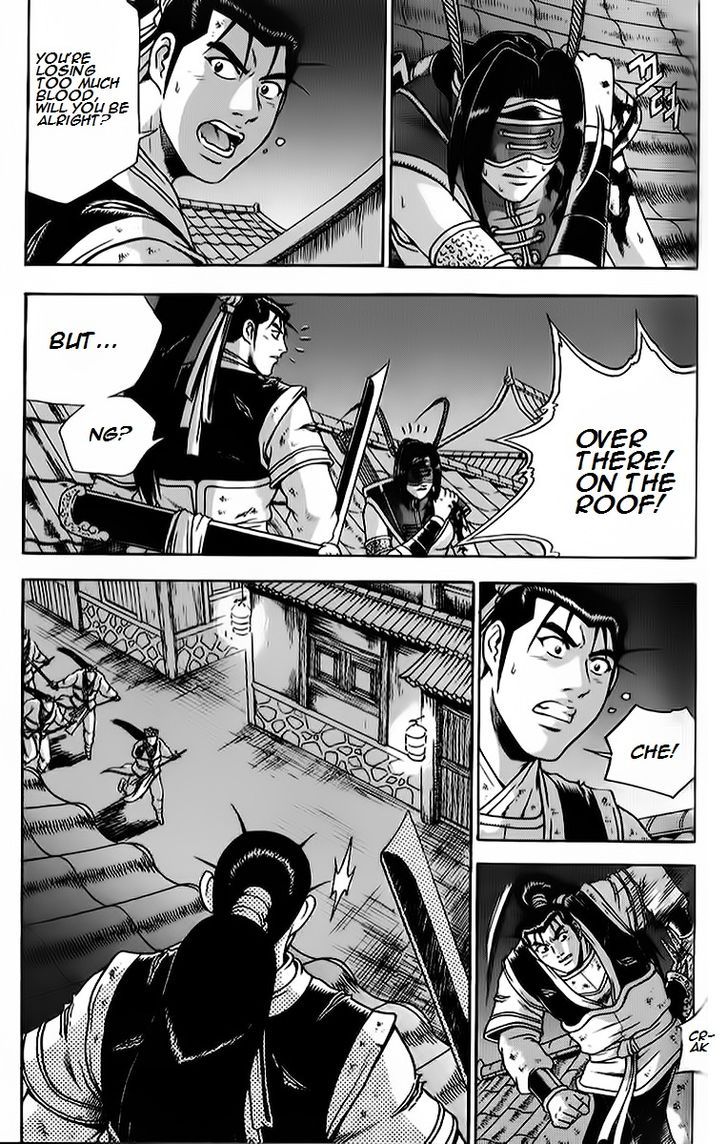 YOU'RE
LOSING
TOO MUCH
BLOOD.
WILL YOU BE
ALRIGHT?
BUT...
NG?
OVER
THERE!
ON THE
ROOF!
CHE!
CR-
AK